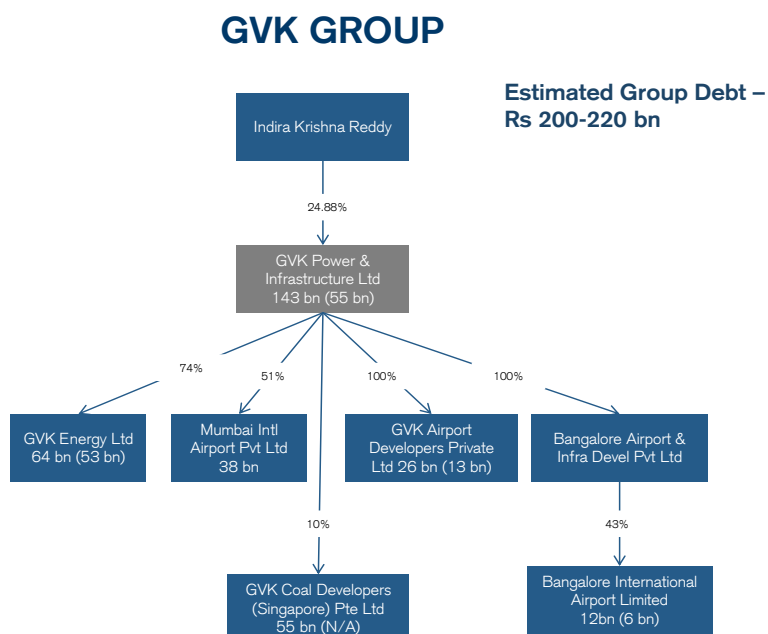 GVK GROUP
Estimated Group Debt –
Rs 200-220 bn
Indira Krishna Reddy
24.88%
GVK Power &
Infrastructure Ltd
143 bn (55 bn)
74%
51%
100%
100%
GVK Energy Ltd
64 bn (53 bn)
Mumbai Intl
Airport Pvt Ltd
38 bn
GVK Airport
Developers Private
Ltd 26 bn (13 bn)
Bangalore Airport &
Infra Devel Pvt Ltd
10%
43%
GVK Coal Developers
(Singapore) Pte Ltd
55 bn (N/A)
Bangalore International
Airport Limited
12bn (6 bn)